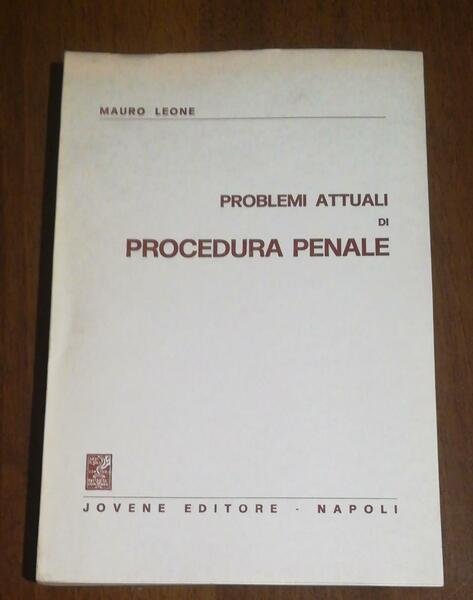 MAURO LEONE
PROBLEMI ATTUALI
DI
PROCEDURA PENALE
JOVENE EDITORE - NAPOLI